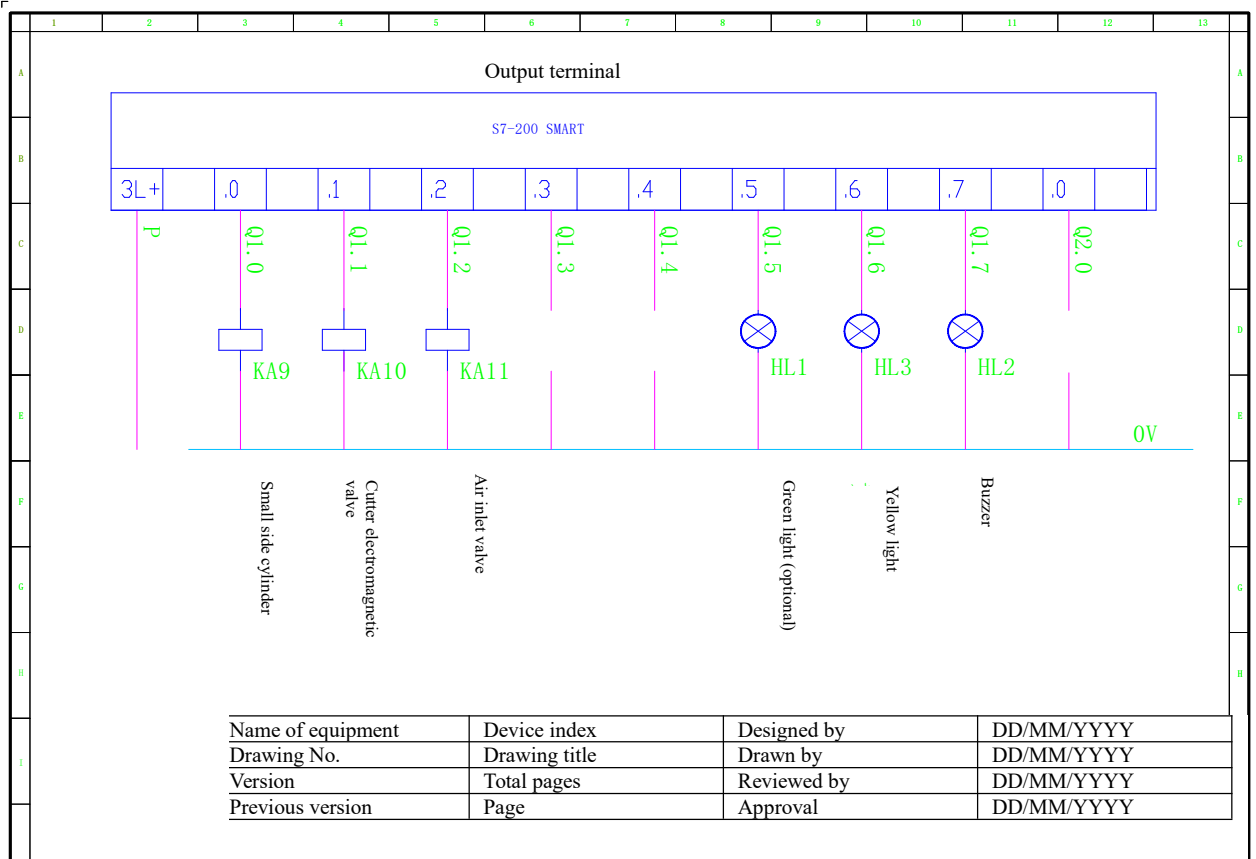 1 2 3 4 5 6 7 8 9 10 11 12 13
A A
Output terminal
S7-200 SMART
B B
3L+ .0 .1 .2 .3 .4 .5 .6 .7 .0
C C
P Q1.0 Q1.1 Q1.2 Q1.3 Q1.4 Q1.5 Q1.6 Q1.7 Q2.0
D D
KA9 KA10 KA11 HL1 HL3 HL2
E E
0V
F F
Small side cylinder
Cutter electromagnetic
valve
Air inlet valve
Green light (optional)
Yellow light
Buzzer
G G
H H
Name of equipment Device index Designed by DD/MM/YYYY
Drawing No. Drawing title Drawn by DD/MM/YYYY
I
Version Total pages Reviewed by DD/MM/YYYY
Previous version Page Approval DD/MM/YYYY